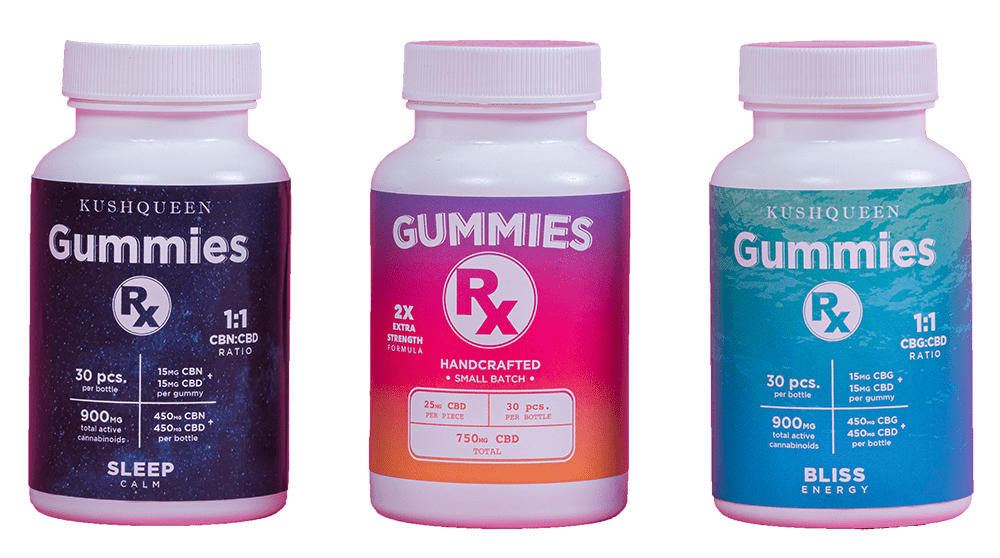 KUSHQUEEN
Gummies
Rx
1:1
CBN:CBD
RATIO
30 pcs.
per bottle
15MG CBN +
15MG CBD
per gummy
900MG
total active
cannabinoids
450MG CBN +
450MG CBD
per bottle
SLEEP
CALM
GUMMIES
Rx
2X
EXTRA
STRENGTH
FORMULA
HANDCRAFTED
• SMALL BATCH •
25MG CBD
PER PIECE
30 pcs.
PER BOTTLE
750MG CBD
TOTAL
KUSHQUEEN
Gummies
Rx
1:1
CBG:CBD
RATIO
30 pcs.
per bottle
15MG CBG +
15MG CBD
per gummy
900MG
total active
cannabinoids
450MG CBG +
450MG CBD
per bottle
BLISS
ENERGY